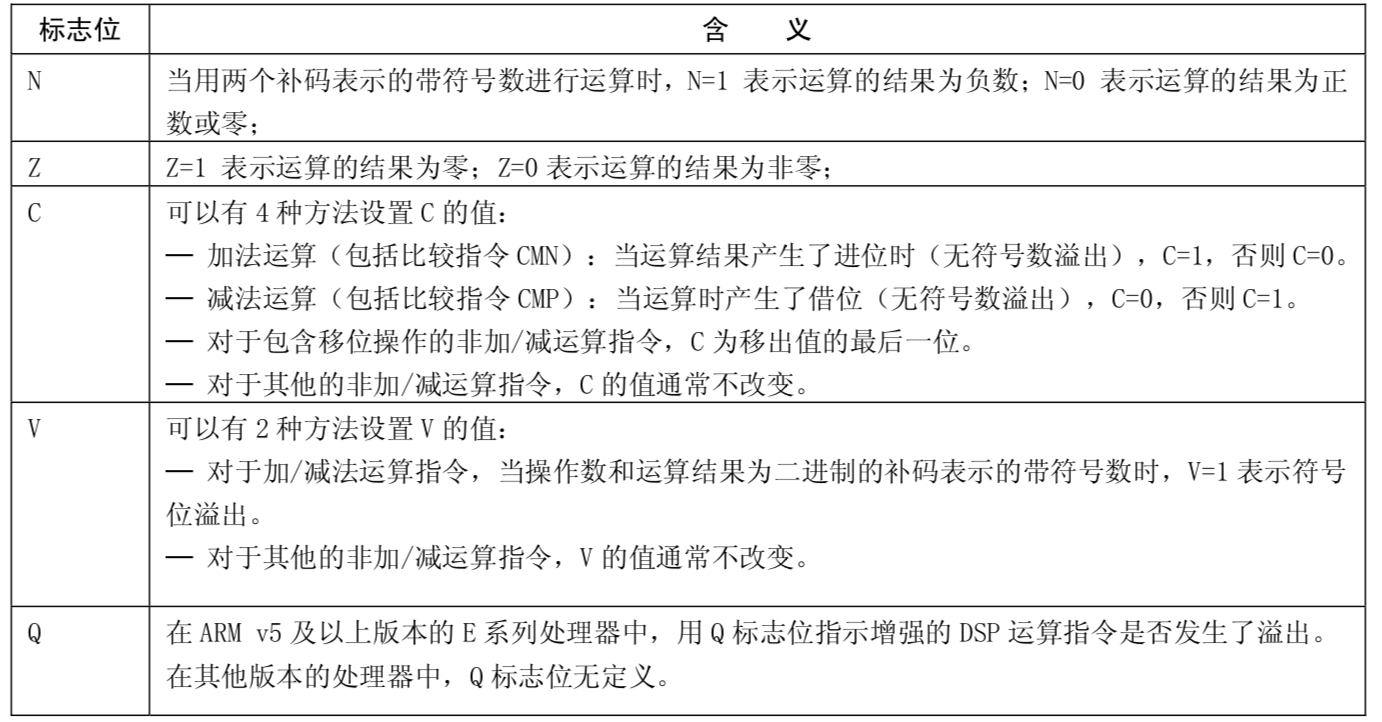 标志位 含 义
N 当用两个补码表示的带符号数进行运算时，N=1 表示运算的结果为负数；N=0 表示运算的结果为正
数或零；
Z Z=1 表示运算的结果为零；Z=0 表示运算的结果为非零；
C 可以有 4 种方法设置 C 的值：
— 加法运算（包括比较指令 CMN）：当运算结果产生了进位时（无符号数溢出），C=1，否则 C=0。
— 减法运算（包括比较指令 CMP）：当运算时产生了借位（无符号数溢出），C=0，否则 C=1。
— 对于包含移位操作的非加/减运算指令，C 为移出值的最后一位。
— 对于其他的非加/减运算指令，C 的值通常不改变。
V 可以有 2 种方法设置 V 的值：
— 对于加/减法运算指令，当操作数和运算结果为二进制的补码表示的带符号数时，V=1 表示符号
位溢出。
— 对于其他的非加/减运算指令，V 的值通常不改变。
Q 在 ARM v5 及以上版本的 E 系列处理器中，用 Q 标志位指示增强的 DSP 运算指令是否发生了溢出。
在其他版本的处理器中，Q 标志位无定义。